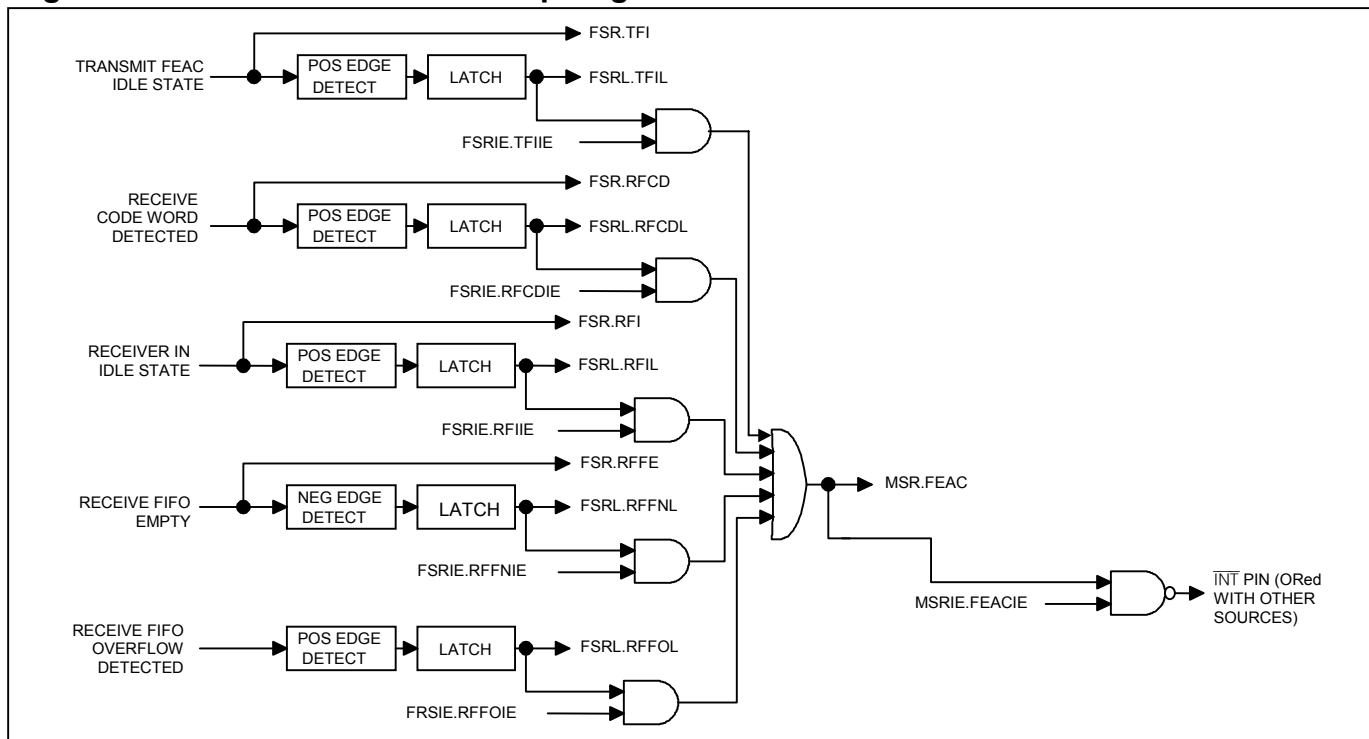 FSR.TFI
TRANSMIT FEAC
IDLE STATE
POS EDGE
DETECT
LATCH
FSRL.TFIL
FSRIE.TFIIE
FSR.RFCD
RECEIVE
CODE WORD
DETECTED
POS EDGE
DETECT
LATCH
FSRL.RFCDL
FSRIE.RFCDIE
FSR.RFI
RECEIVER IN
IDLE STATE
POS EDGE
DETECT
LATCH
FSRL.RFIL
FSRIE.RFIIE
FSR.RFFE
RECEIVE FIFO
EMPTY
NEG EDGE
DETECT
LATCH
FSRL.RFFNL
FSRIE.RFFNIE
MSR.FEAC
MSRIE.FEACIE
INT PIN (ORed
WITH OTHER
SOURCES)
RECEIVE FIFO
OVERFLOW
DETECTED
POS EDGE
DETECT
LATCH
FSRL.RFFOL
FRSIE.RFFOIE